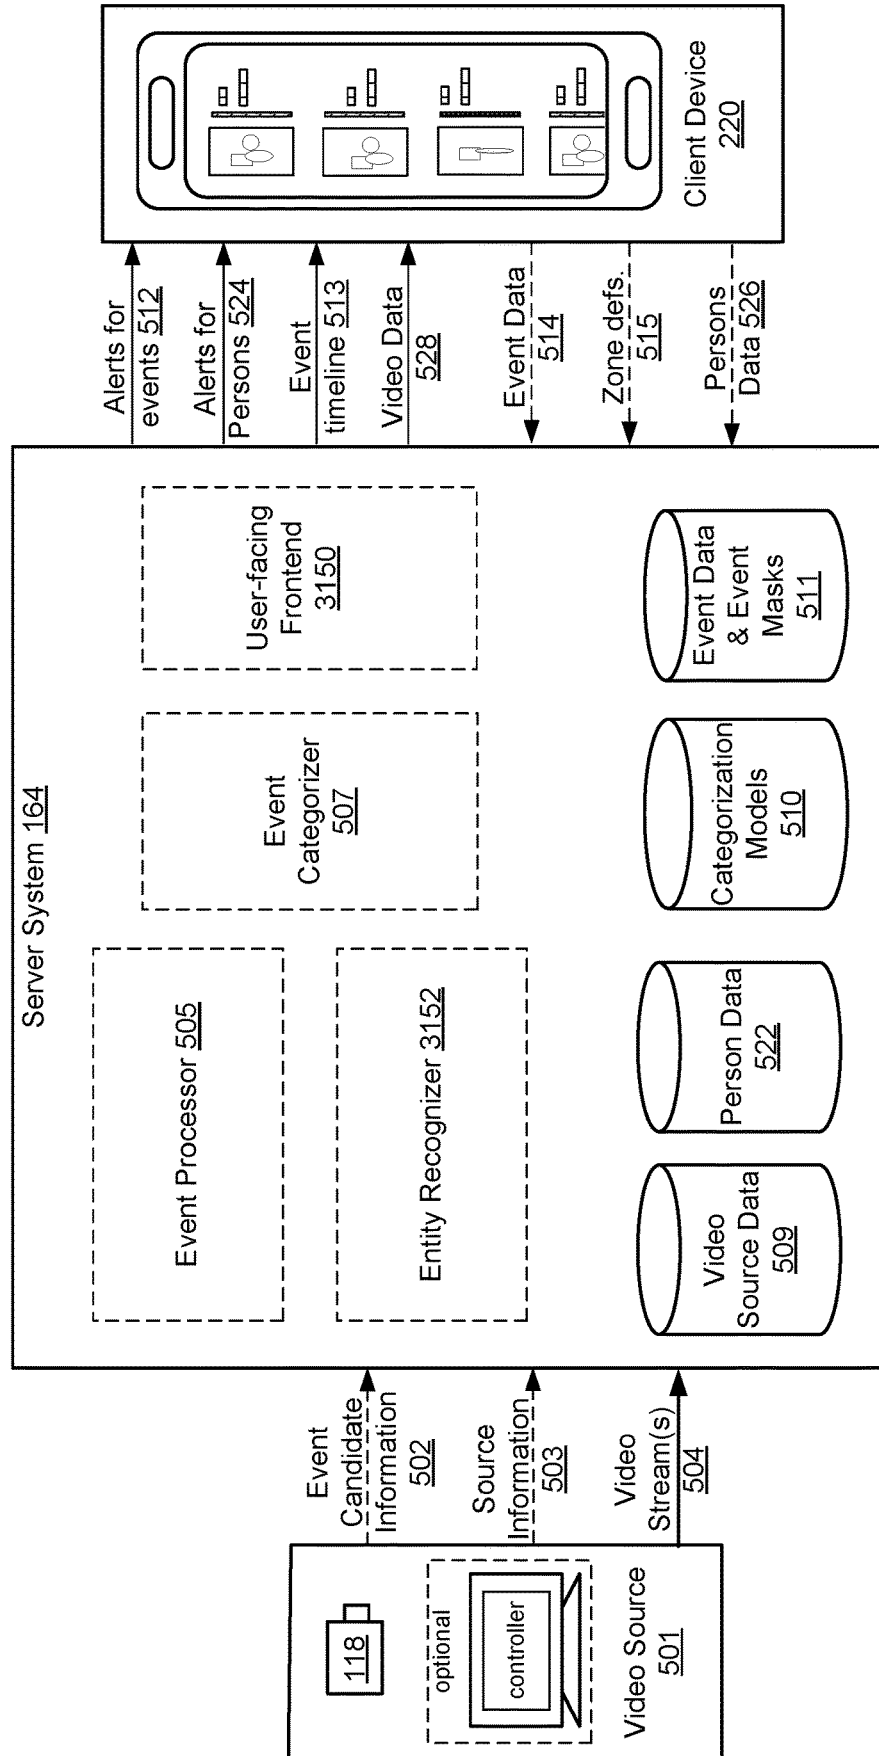 Server System 164
118
optional
controller
Video Source
501
Event
Candidate
Information
502
Source
Information 503
Video
Stream(s)
504
Event Processor 505
Entity Recognizer 3152
Event
Categorizer
507
User-facing
Frontend
3150
Video
Source Data
509
Person Data
522
Categorization
Models
510
Event Data
& Event
Masks
511
Alerts for
events 512
Alerts for
Persons 524
Event
timeline 513
Video Data
528
Event Data
514
Zone defs.
515
Persons
Data 526
Client Device
220